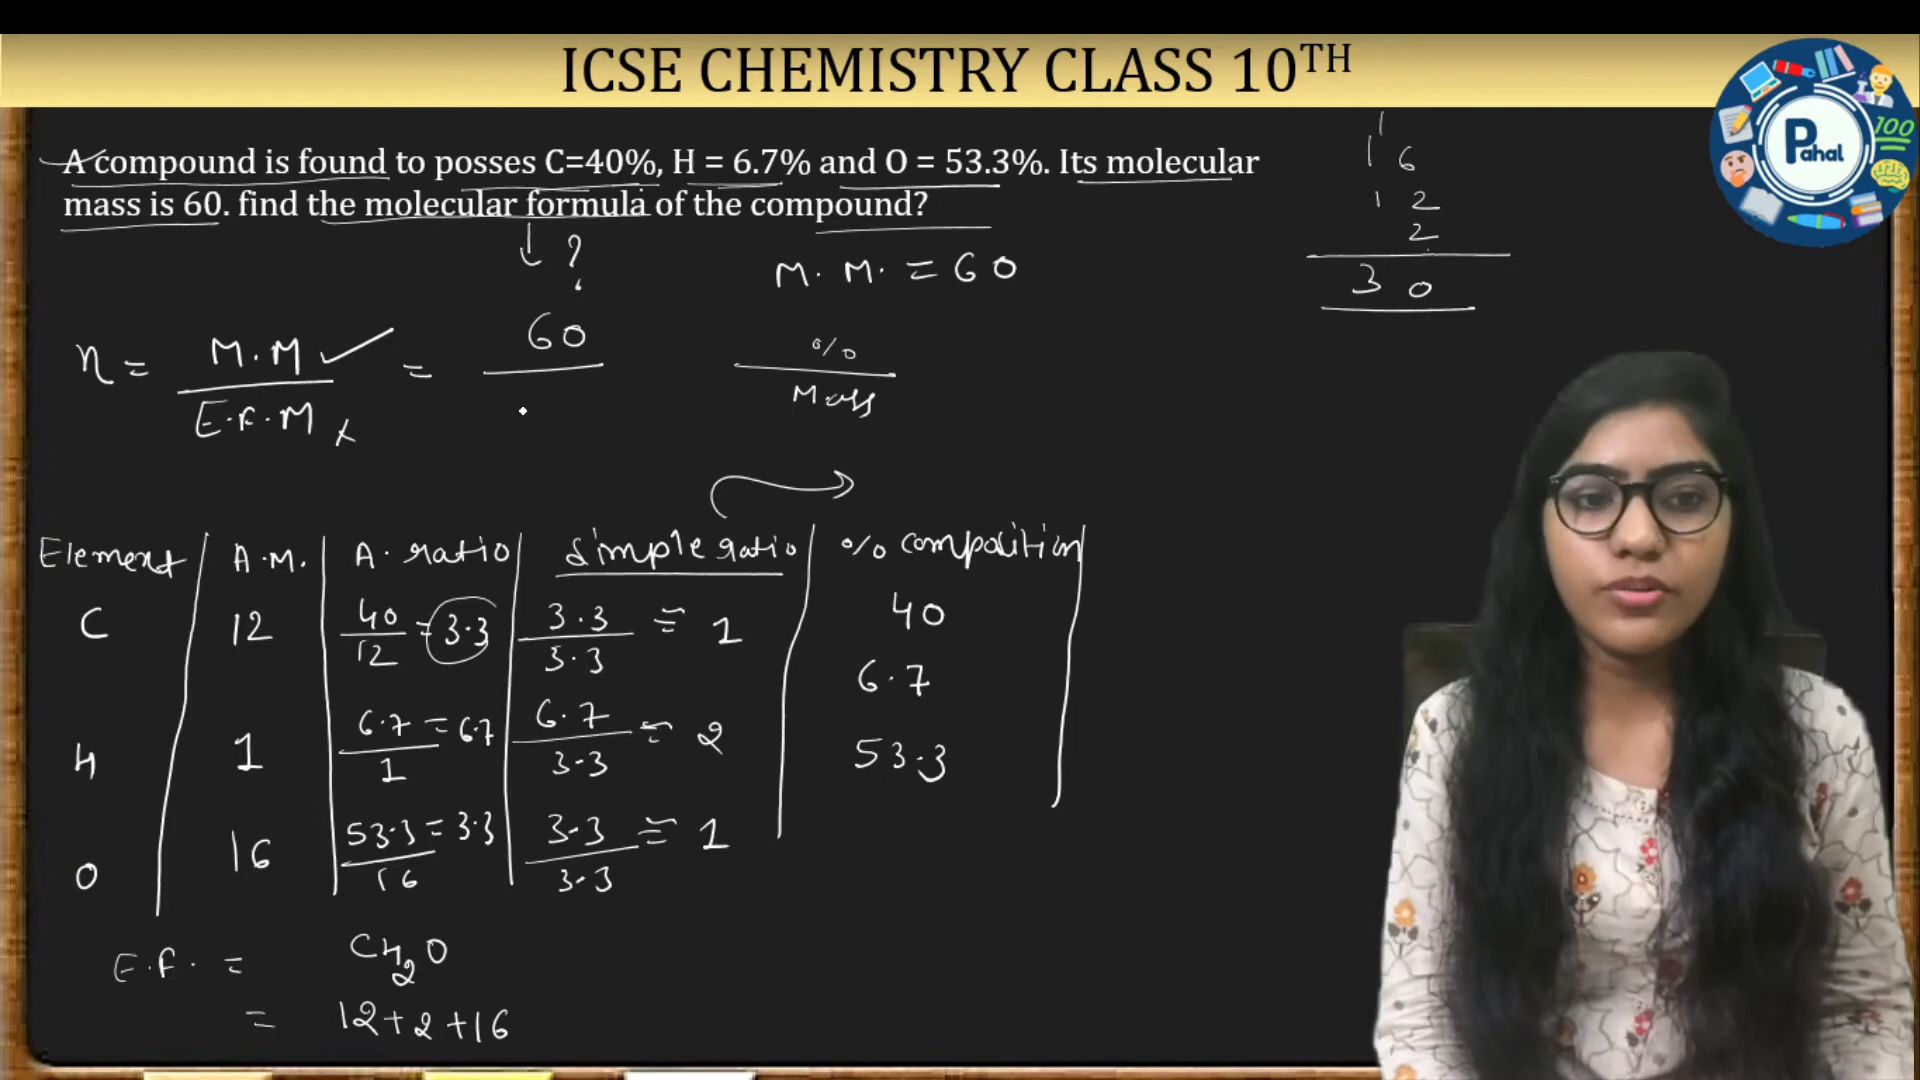 ICSE CHEMISTRY CLASS 10TH
Pahal
100
A compound is found to posses C=40%, H = 6.7% and O = 53.3%. Its molecular
mass is 60. find the molecular formula of the compound?
?
M. M. = 60
1
16
12
2
30
n = M.M / E.F.M x = 60
% / Mass
Element A.M. A. ratio Simple ratio % composition
C 12 40/12 = 3.3 3.3/3.3 = 1 40
H 1 6.7/1 = 6.7 6.7/3.3 = 2 6.7
O 16 53.3/16 = 3.3 3.3/3.3 = 1 53.3
E.F. = CH2O
= 12+2+16